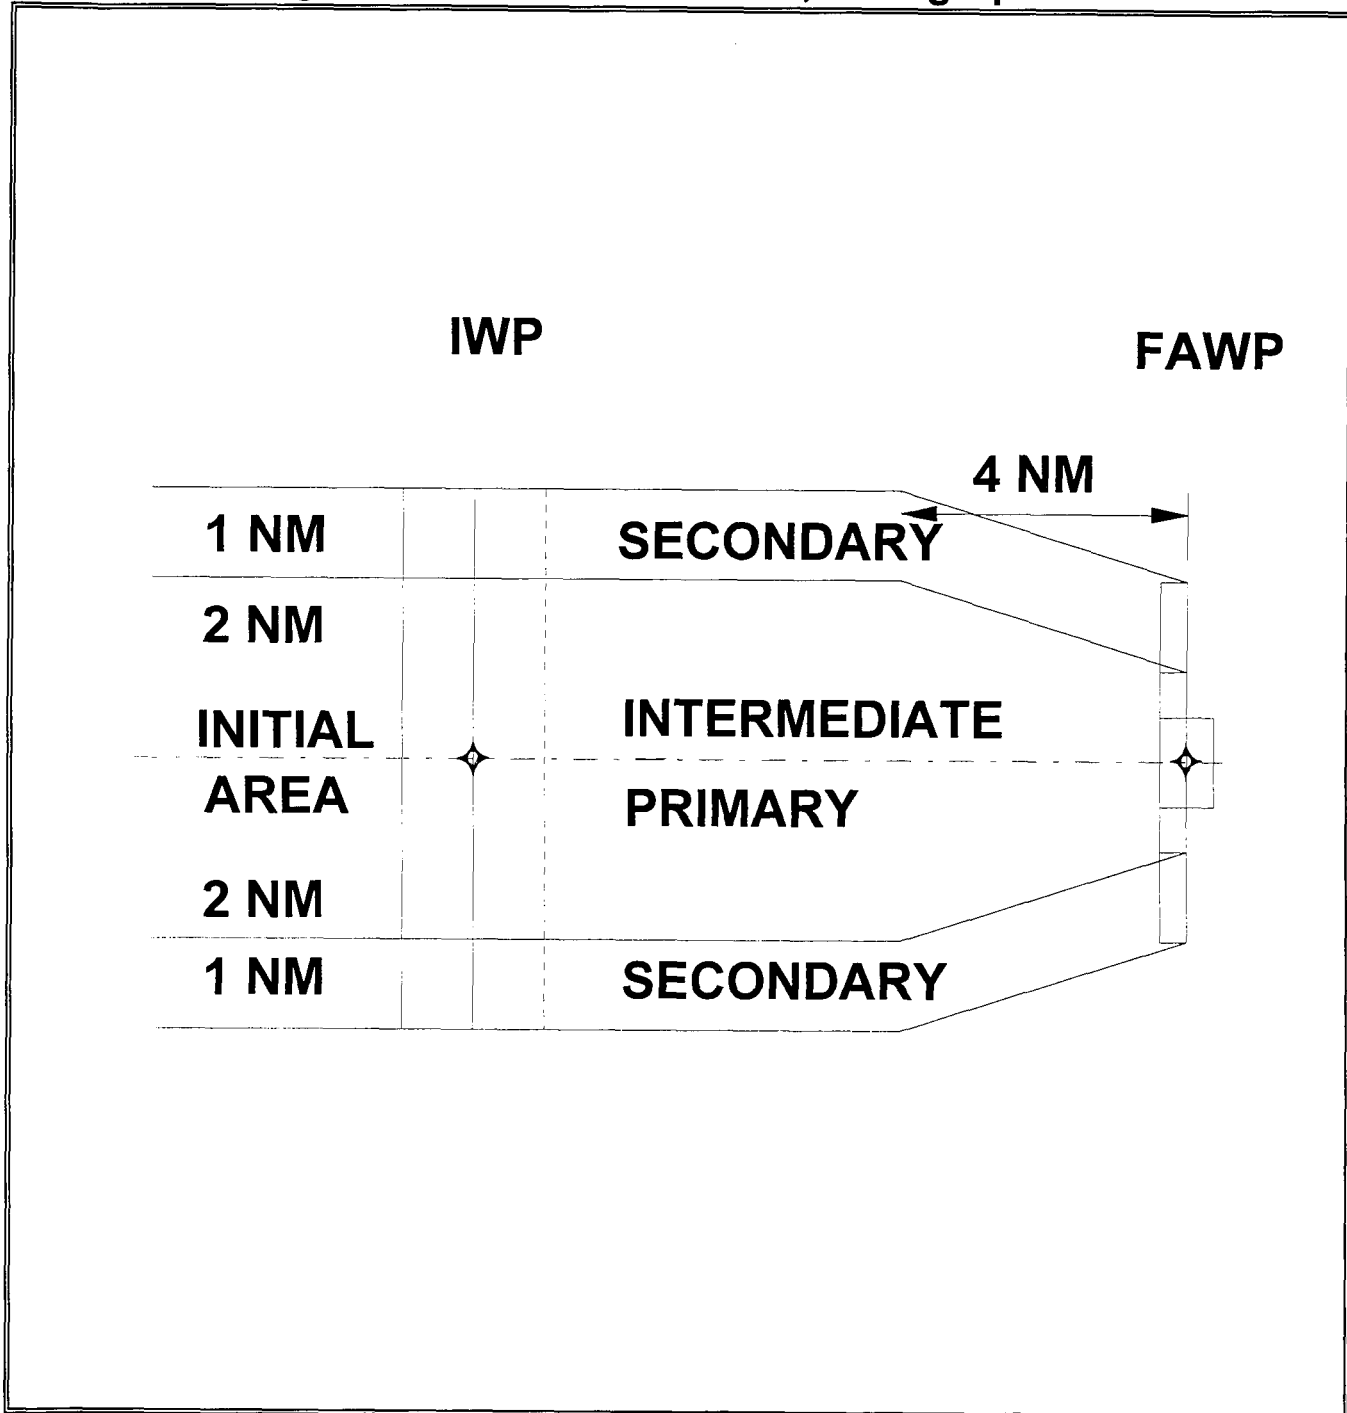 IWP
FAWP
4 NM
1 NM
SECONDARY
2 NM
INITIAL
INTERMEDIATE
AREA
PRIMARY
2 NM
1 NM
SECONDARY